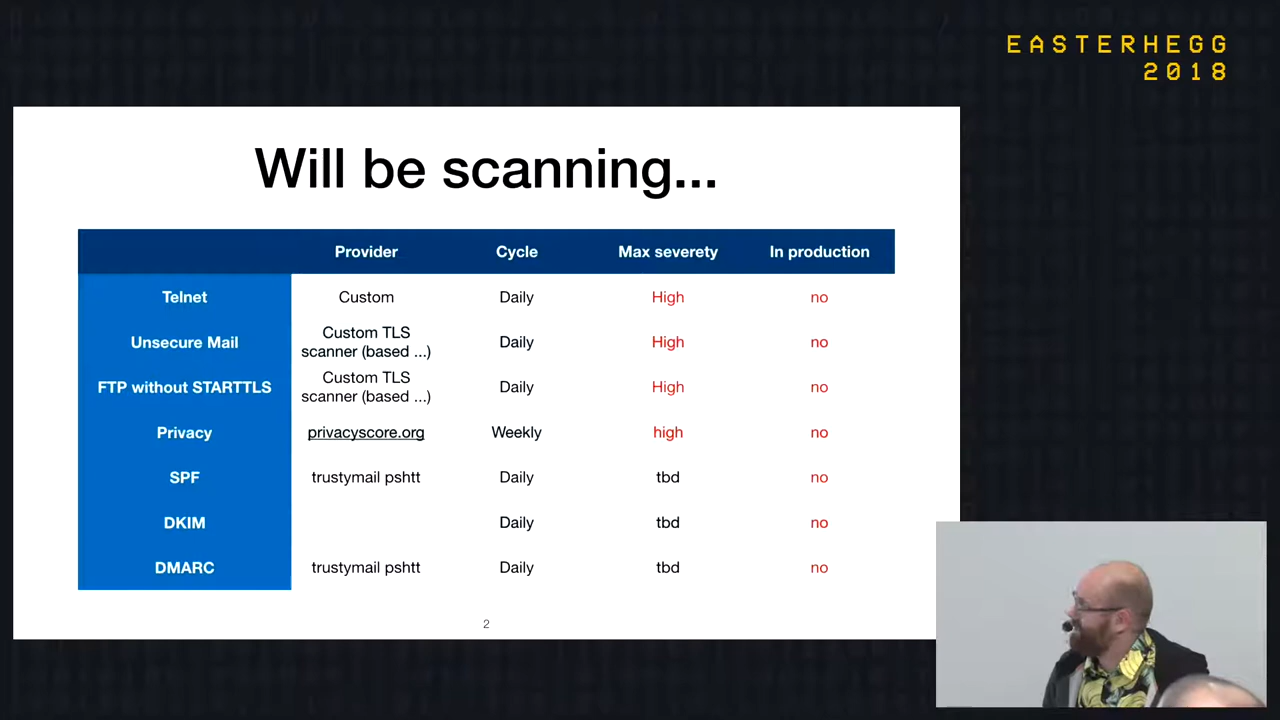 EASTERHEGG
2018
Will be scanning...
Provider Cycle Max severety In production
Telnet Custom Daily High no
Unsecure Mail Custom TLS scanner (based ...) Daily High no
FTP without STARTTLS Custom TLS scanner (based ...) Daily High no
Privacy privacyscore.org Weekly high no
SPF trustymail pshtt Daily tbd no
DKIM Daily tbd no
DMARC trustymail pshtt Daily tbd no
2